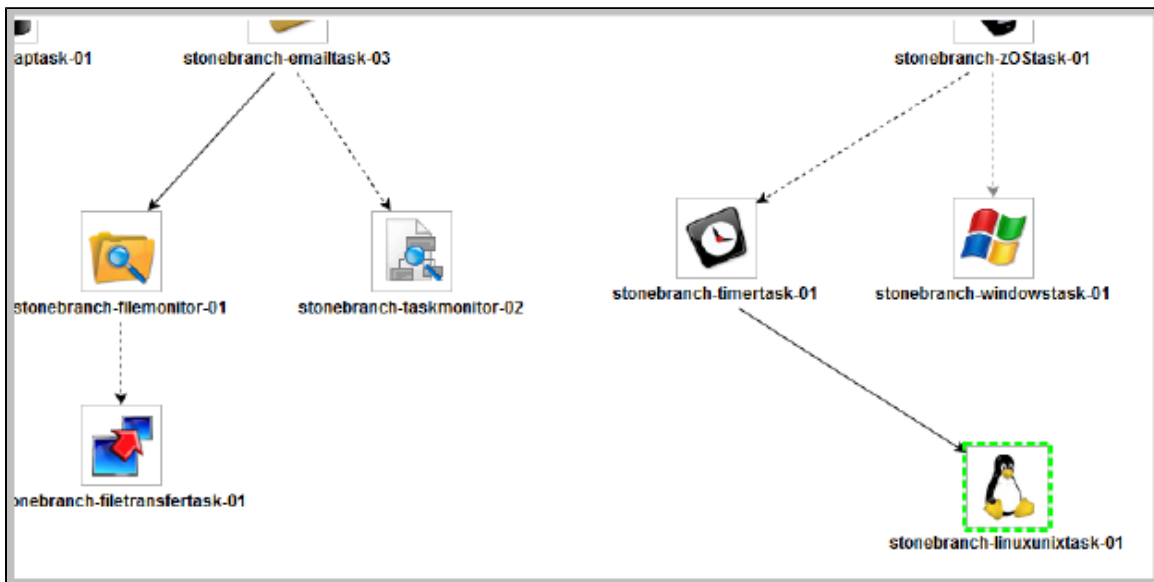 aptask-01
stonebranch-emailtask-03
stonebranch-zOStask-01
stonebranch-timertask-01
stonebranch-windowstask-01
stonebranch-filemonitor-01
stonebranch-taskmonitor-02
onebranch-filetransfertask-01
stonebranch-linuxunixtask-01